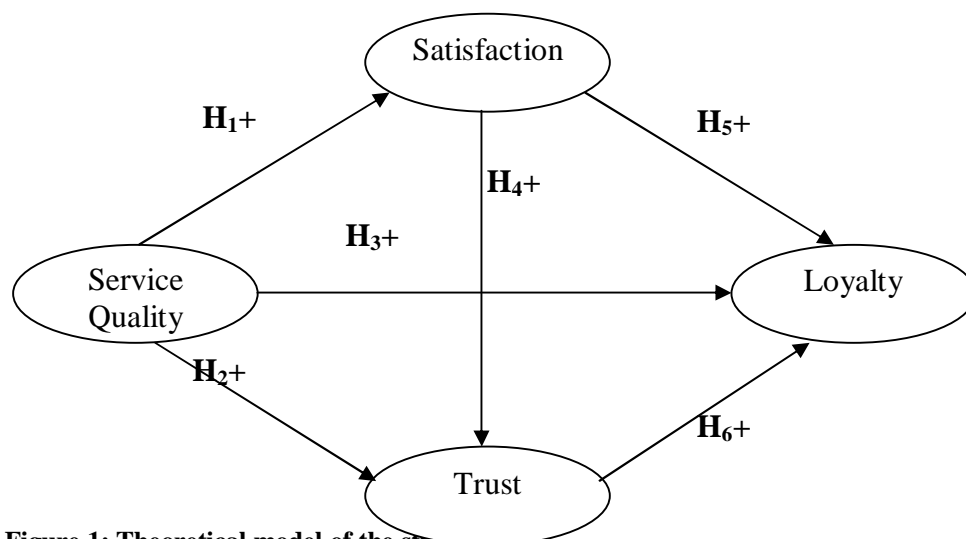 Satisfaction
H₁+
H₅+
H₄+
H₃+
Service
Quality
Loyalty
H₂+
H₆+
Trust
Figure 1: Theoretical model of the